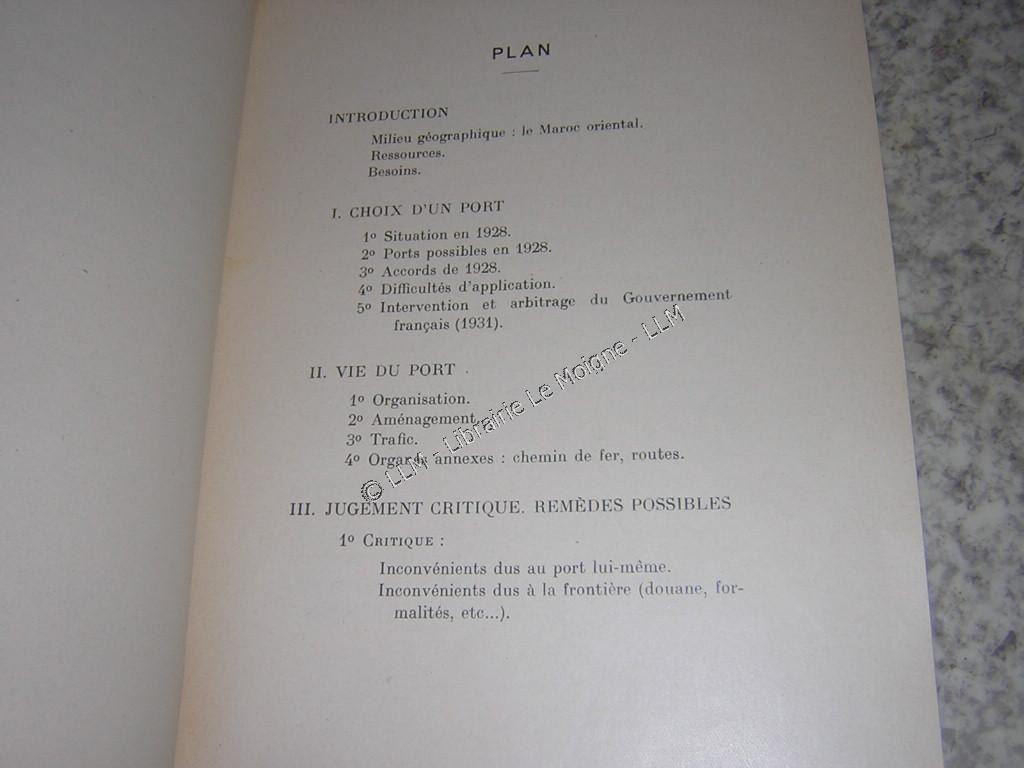 PLAN
INTRODUCTION
Milieu géographique : le Maroc oriental.
Ressources.
Besoins.
I. CHOIX D'UN PORT
1º Situation en 1928.
2º Ports possibles en 1928.
3º Accords de 1928.
4º Difficultés d'application.
5º Intervention et arbitrage du Gouvernement
français (1931).
II. VIE DU PORT
1º Organisation.
2º Aménagement.
3º Trafic.
4º Organes annexes : chemin de fer, routes.
III. JUGEMENT CRITIQUE. REMÈDES POSSIBLES
1º CRITIQUE :
Inconvénients dus au port lui-même.
Inconvénients dus à la frontière (douane, for-
malités, etc...).
© LLM - Librairie Le Moigne - LLM